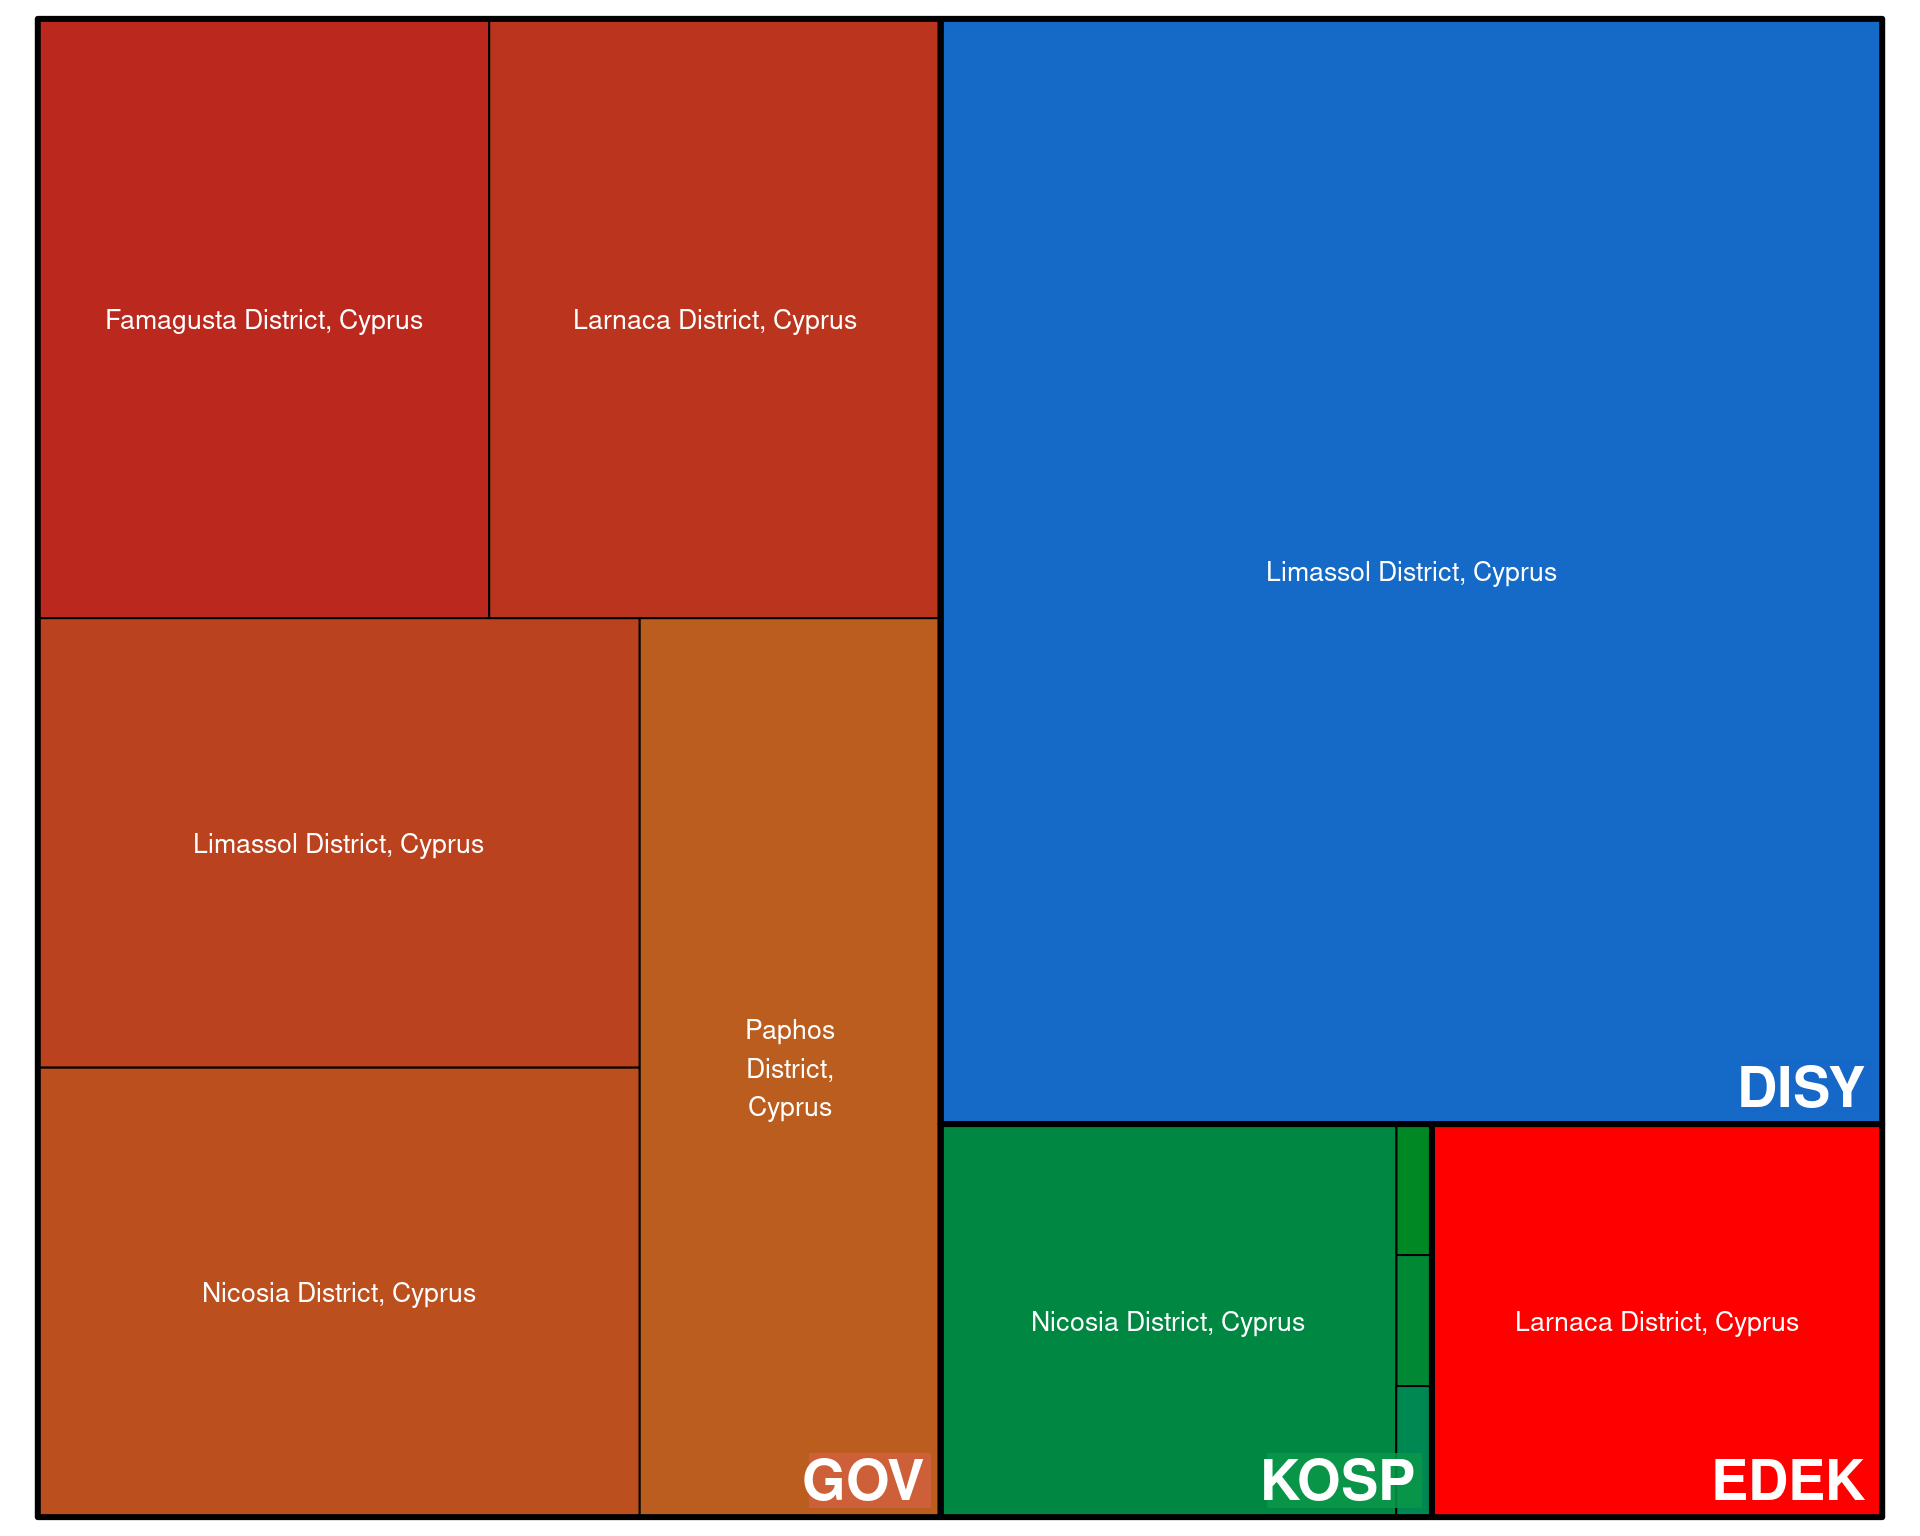 Famagusta District, Cyprus
Larnaca District, Cyprus
Limassol District, Cyprus
Nicosia District, Cyprus
Paphos
District,
Cyprus
GOV
Limassol District, Cyprus
DISY
Nicosia District, Cyprus
KOSP
Larnaca District, Cyprus
EDEK